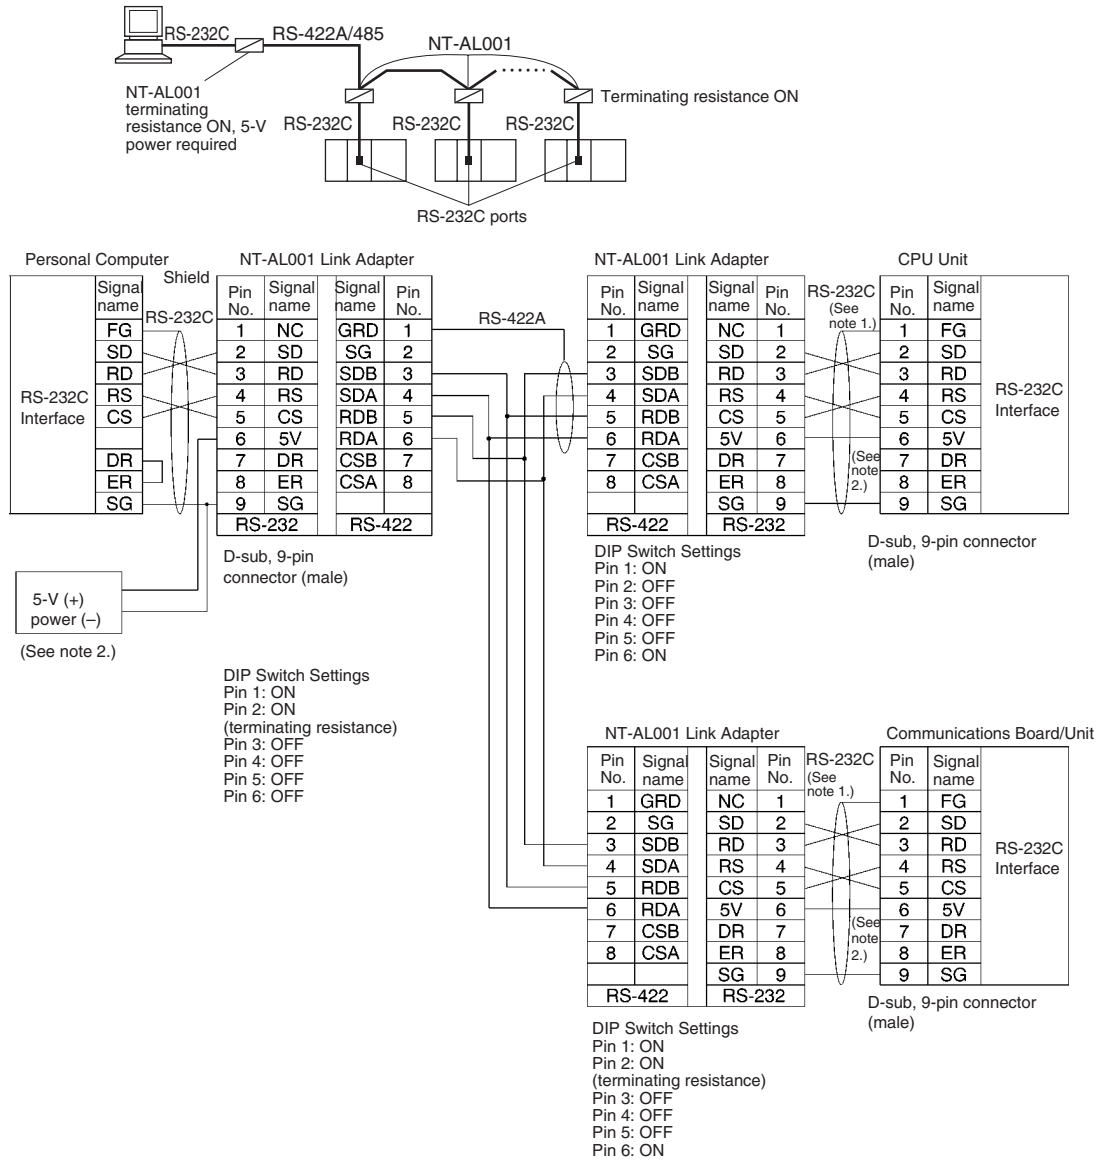 RS-232C
RS-422A/485
NT-AL001
NT-AL001
terminating
resistance ON, 5-V
power required
Terminating resistance ON
RS-232C RS-232C RS-232C
RS-232C ports
Personal Computer
Shield
NT-AL001 Link Adapter
NT-AL001 Link Adapter
CPU Unit
RS-232C
Interface
Signal
name
FG
SD
RD
RS
CS
DR
ER
SG
RS-232C
Pin
No.
Signal
name
Signal
name
Pin
No.
1 NC GRD 1
2 SD SG 2
3 RD SDB 3
4 RS SDA 4
5 CS RDB 5
6 5V RDA 6
7 DR CSB 7
8 ER CSA 8
9 SG
RS-232 RS-422
D-sub, 9-pin
connector (male)
RS-422A
Pin
No.
Signal
name
Signal
name
Pin
No.
1 GRD NC 1
2 SG SD 2
3 SDB RD 3
4 SDA RS 4
5 RDB CS 5
6 RDA 5V 6
7 CSB DR 7
8 CSA ER 8
SG 9
RS-422 RS-232
RS-232C
(See
note 1.)
(See
note
2.)
Pin
No.
Signal
name
1 FG
2 SD
3 RD
4 RS
5 CS
6 5V
7 DR
8 ER
9 SG
RS-232C
Interface
D-sub, 9-pin connector
(male)
DIP Switch Settings
Pin 1: ON
Pin 2: OFF
Pin 3: OFF
Pin 4: OFF
Pin 5: OFF
Pin 6: ON
5-V (+)
power (–)
(See note 2.)
DIP Switch Settings
Pin 1: ON
Pin 2: ON
(terminating resistance)
Pin 3: OFF
Pin 4: OFF
Pin 5: OFF
Pin 6: OFF
NT-AL001 Link Adapter
Communications Board/Unit
Pin
No.
Signal
name
Signal
name
Pin
No.
1 GRD NC 1
2 SG SD 2
3 SDB RD 3
4 SDA RS 4
5 RDB CS 5
6 RDA 5V 6
7 CSB DR 7
8 CSA ER 8
SG 9
RS-422 RS-232
RS-232C
(See
note 1.)
(See
note
2.)
Pin
No.
Signal
name
1 FG
2 SD
3 RD
4 RS
5 CS
6 5V
7 DR
8 ER
9 SG
RS-232C
Interface
D-sub, 9-pin connector
(male)
DIP Switch Settings
Pin 1: ON
Pin 2: ON
(terminating resistance)
Pin 3: OFF
Pin 4: OFF
Pin 5: OFF
Pin 6: ON